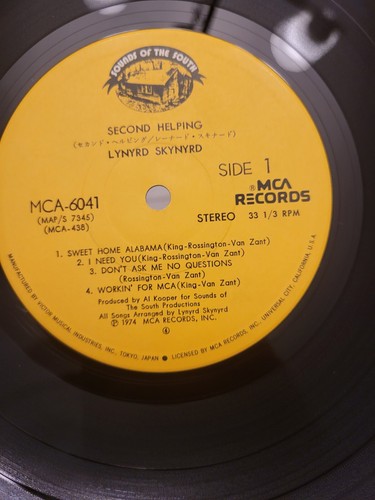 SOUNDS OF THE SOUTH
SECOND HELPING
(セカンド・ヘルピング/レーナード・スキナード)
LYNYRD SKYNYRD
SIDE 1
MCA-6041
(MAP/S 7345)
(MCA-438)
MCA RECORDS
STEREO 33 1/3 RPM
1. SWEET HOME ALABAMA(King-Rossington-Van Zant)
2. I NEED YOU(King-Rossington-Van Zant)
3. DON'T ASK ME NO QUESTIONS
(Rossington-Van Zant)
4. WORKIN' FOR MCA(King-Van Zant)
Produced by Al Kooper for Sounds of
The South Productions
All Songs Arranged by Lynyrd Skynyrd
Ⓟ 1974 MCA RECORDS, INC.
MANUFACTURED BY VICTOR MUSICAL INDUSTRIES, INC. TOKYO, JAPAN ● LICENSED BY MCA RECORDS, INC., UNIVERSAL CITY, CALIFORNIA, U.S.A.